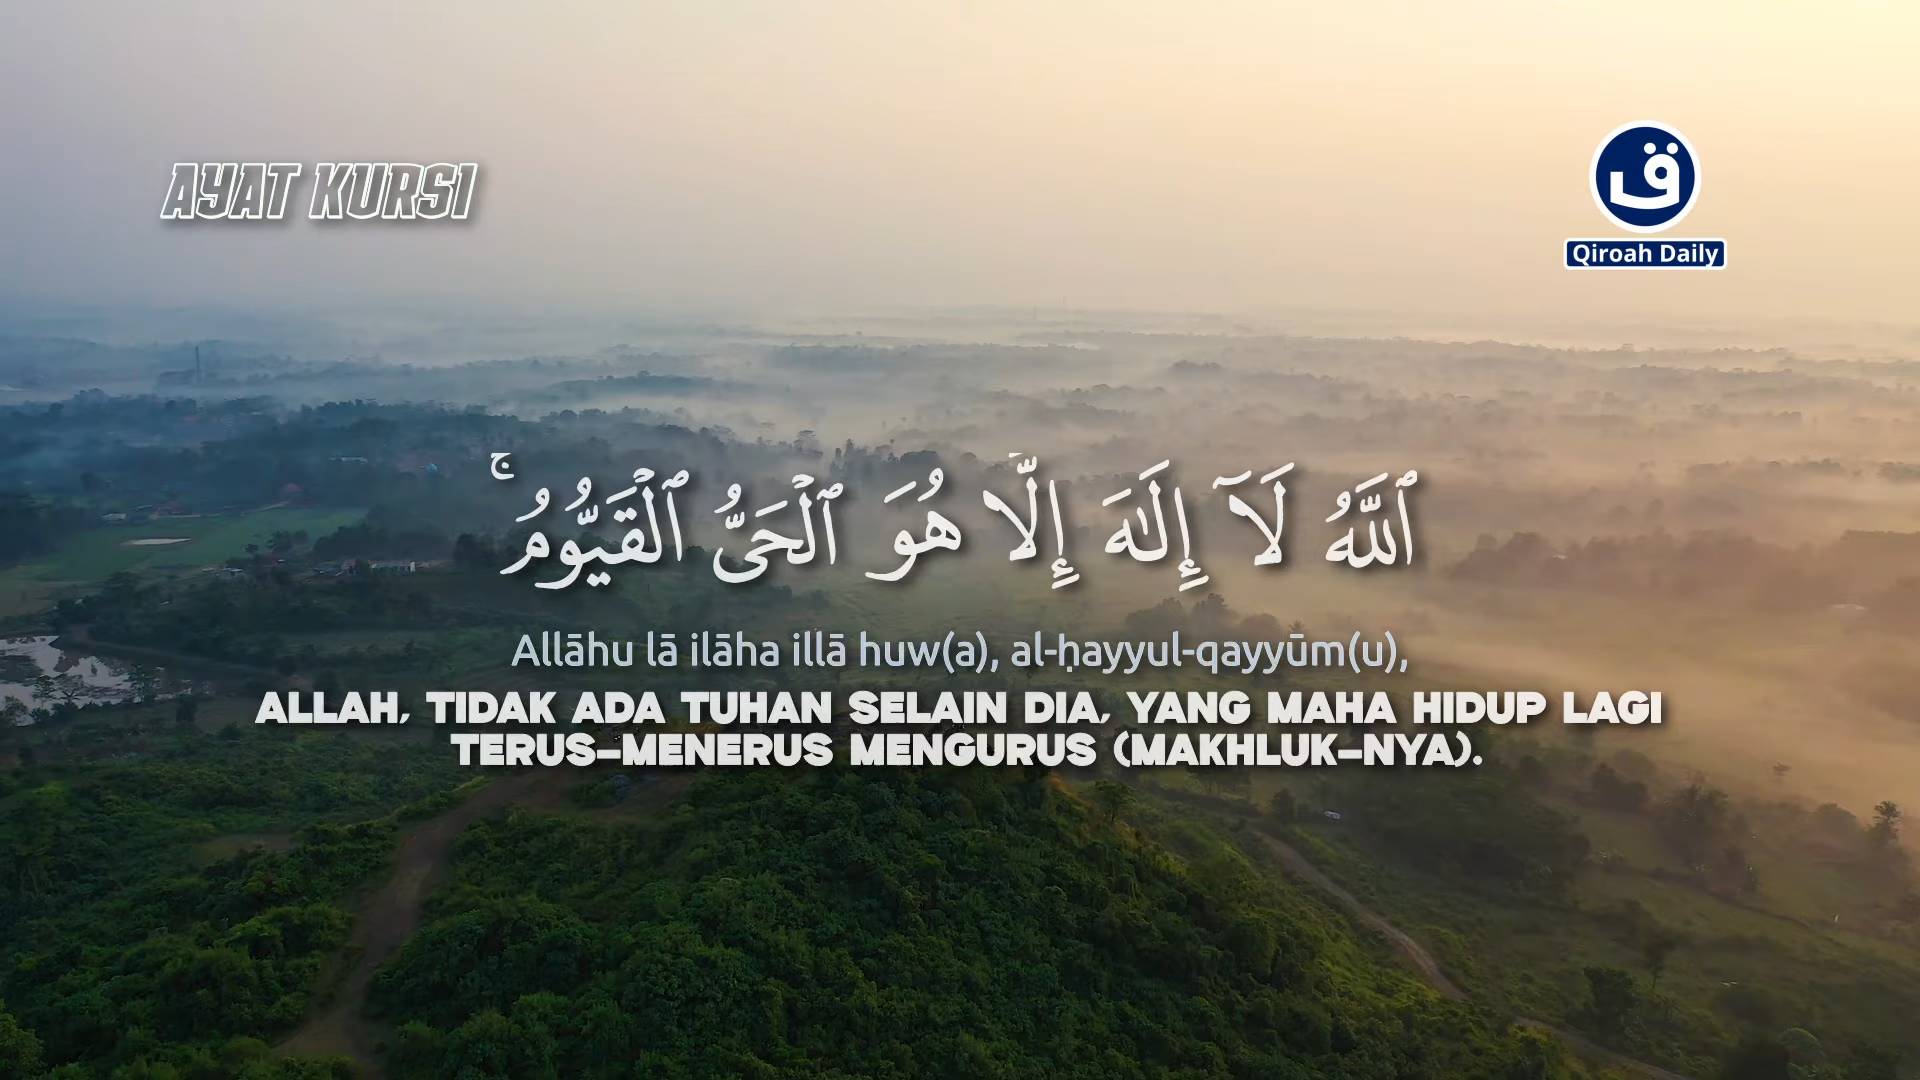 AYAT KURSI
ق
Qiroah Daily
ٱللَّهُ لَآ إِلَـٰهَ إِلَّا هُوَ ٱلْحَىُّ ٱلْقَيُّومُ ۚ
Allāhu lā ilāha illā huw(a), al-ḥayyul-qayyūm(u),
ALLAH, TIDAK ADA TUHAN SELAIN DIA, YANG MAHA HIDUP LAGI
TERUS-MENERUS MENGURUS (MAKHLUK-NYA).